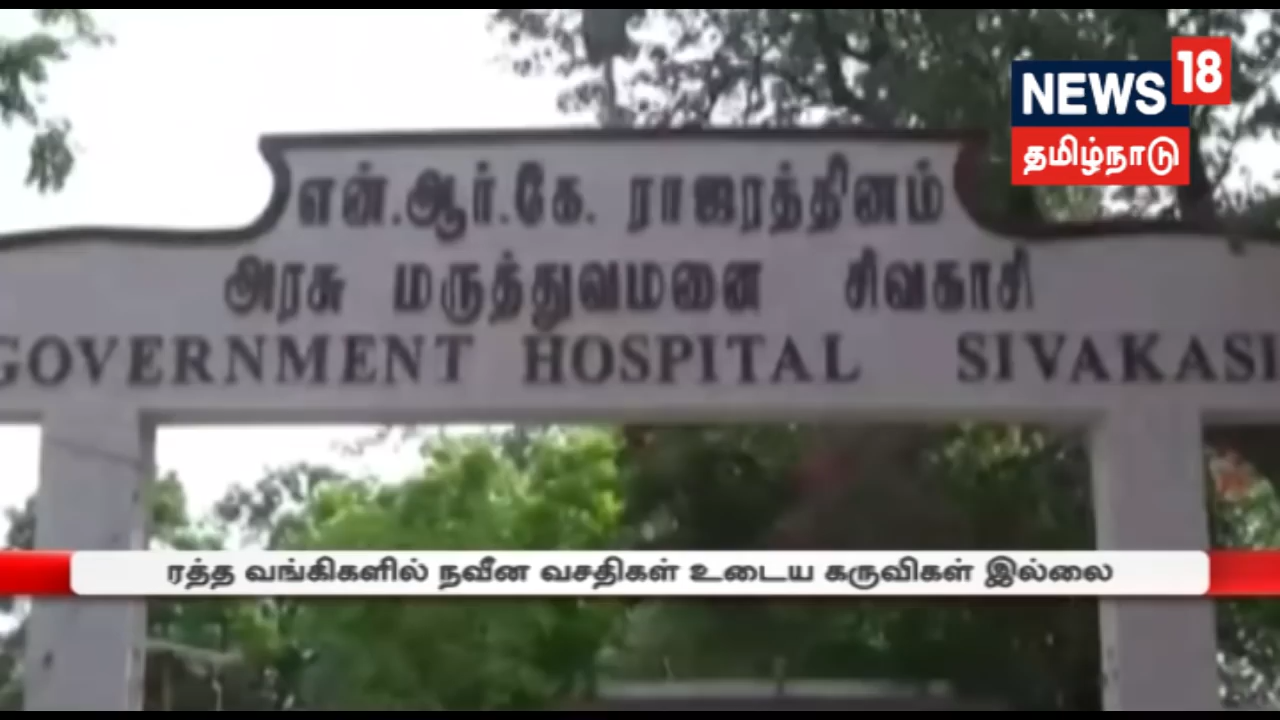 NEWS 18
தமிழ்நாடு
என்.ஆர்.கே. ராஜரத்தினம்
அரசு மருத்துவமனை சிவகாசி
GOVERNMENT HOSPITAL SIVAKASI
ரத்த வங்கிகளில் நவீன வசதிகள் உடைய கருவிகள் இல்லை